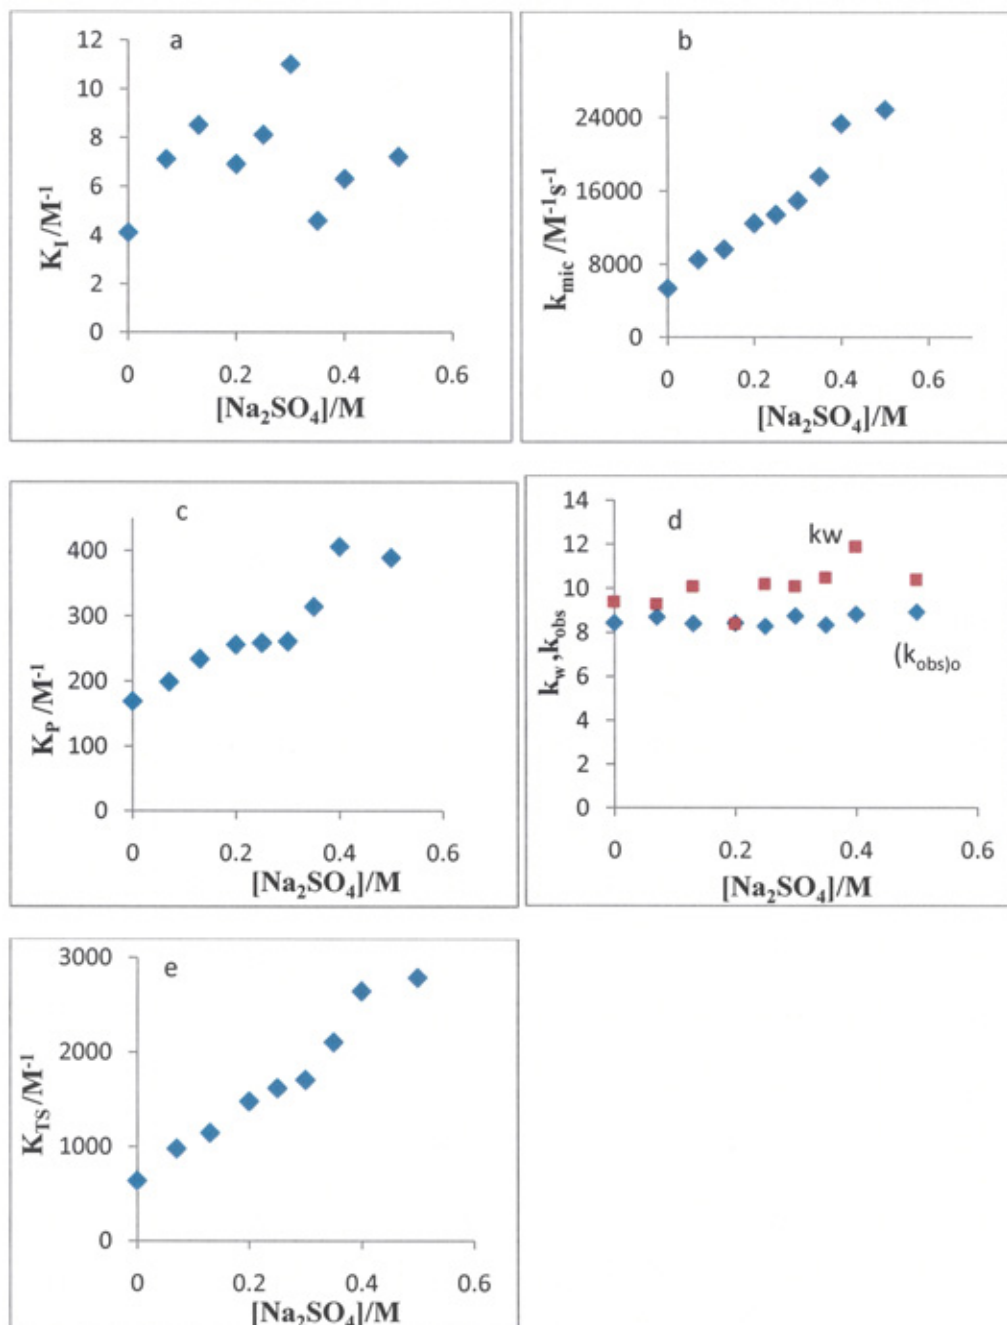 a
12
10
8
6
4
2
0
K_I /M^-1
0 0.2 0.4 0.6
[Na₂SO₄]/M
b
24000
16000
8000
0
k_mic /M^-1s^-1
0 0.2 0.4 0.6
[Na₂SO₄]/M
c
400
300
200
100
0
K_P /M^-1
0 0.2 0.4 0.6
[Na₂SO₄]/M
d
14
12
10
8
6
4
2
0
k_w,k_obs
kw
(k_obs)o
0 0.2 0.4 0.6
[Na₂SO₄]/M
e
3000
2000
1000
0
K_TS /M^-1
0 0.2 0.4 0.6
[Na₂SO₄]/M